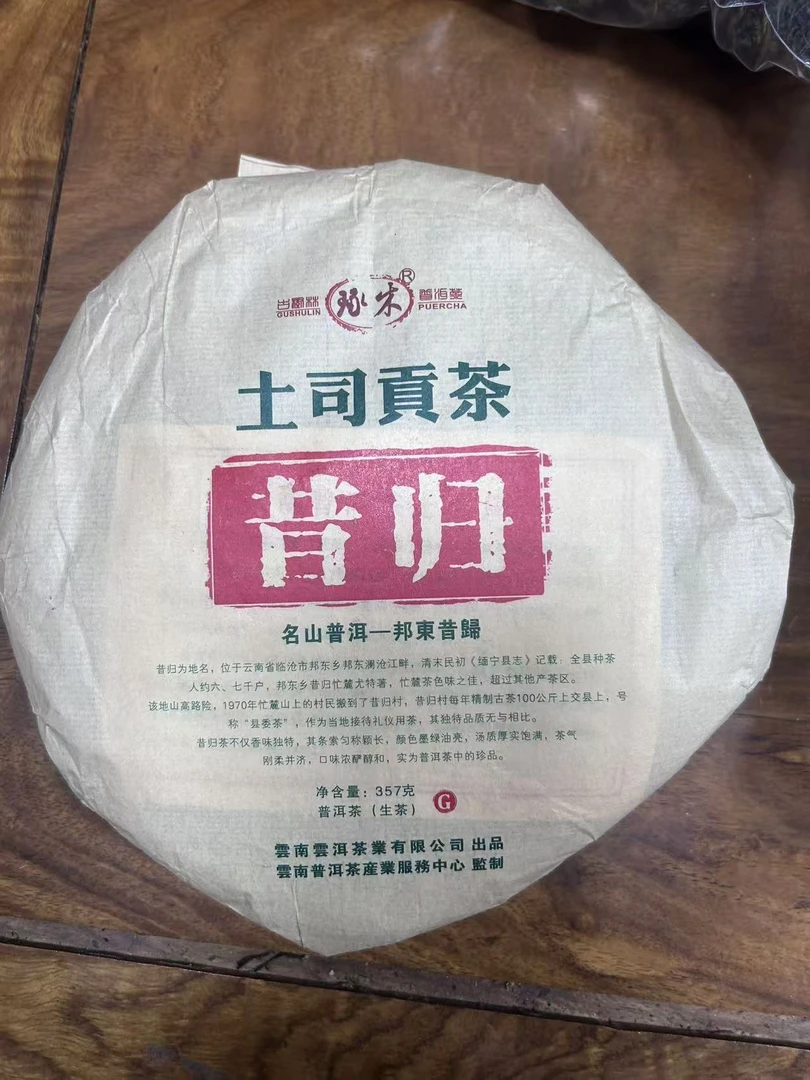 古樹林 琢木® 普洱茶
GUSHULIN PUERCHA
土司貢茶
昔归
名山普洱—邦東昔歸
昔归为地名，位于云南省临沧市邦东乡邦东澜沧江畔，清末民初《缅宁县志》记载：全县种茶
人约六、七千户，邦东乡昔归忙麓尤特著，忙麓茶色味之佳，超过其他产茶区。
该地山高路险，1970年忙麓山上的村民搬到了昔归村，昔归村每年精制古茶100公斤上交县上，号
称“县委茶”，作为当地接待礼仪用茶，其独特品质无与相比。
昔归茶不仅香味独特，其条索匀称颖长，颜色墨绿油亮，汤质厚实饱满，茶气
刚柔并济，口味浓酽醇和，实为普洱茶中的珍品。
净含量：357克
普洱茶（生茶） G
雲南雲洱茶業有限公司 出品
雲南普洱茶産業服務中心 監制